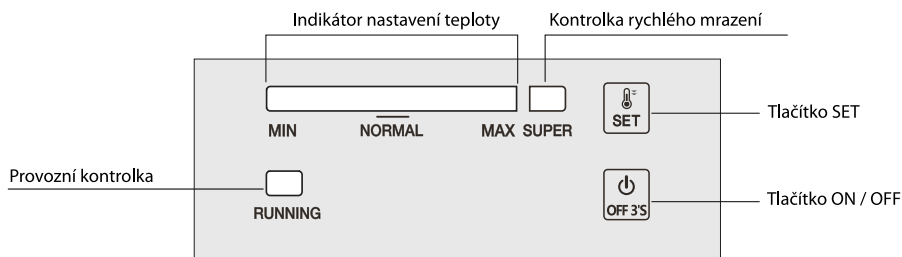 Indikátor nastavení teploty
Kontrolka rychlého mrazení
MIN
NORMAL
MAX
SUPER
SET
Tlačítko SET
Provozní kontrolka
RUNNING
OFF 3'S
Tlačítko ON / OFF